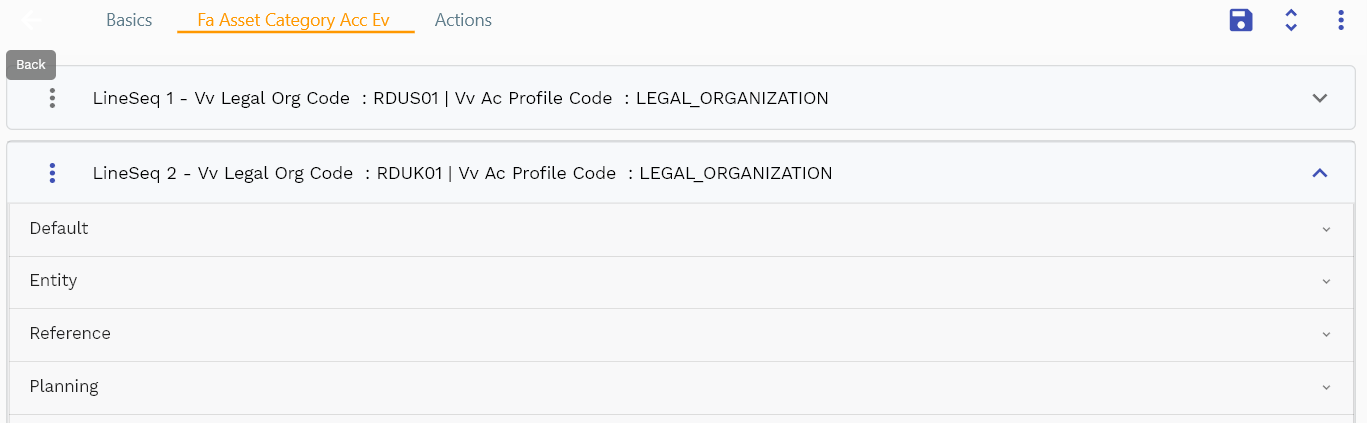 Basics Fa Asset Category Acc Ev Actions
Back
LineSeq 1 - Vv Legal Org Code : RDUS01 | Vv Ac Profile Code : LEGAL_ORGANIZATION
LineSeq 2 - Vv Legal Org Code : RDUK01 | Vv Ac Profile Code : LEGAL_ORGANIZATION
Default
Entity
Reference
Planning